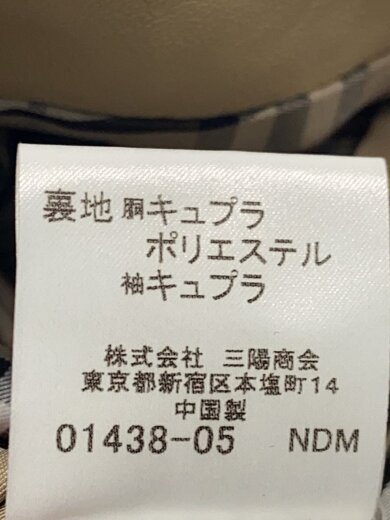 裏地 胴キュプラ
ポリエステル
袖キュプラ
株式会社 三陽商会
東京都新宿区本塩町14
中国製
01438-05 NDM